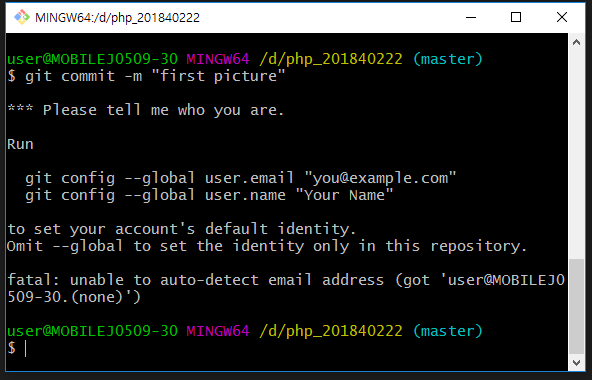 MINGW64:/d/php_201840222
user@MOBILEJ0509-30 MINGW64 /d/php_201840222 (master)
$ git commit -m "first picture"
*** Please tell me who you are.
Run
git config --global user.email "you@example.com"
git config --global user.name "Your Name"
to set your account's default identity.
Omit --global to set the identity only in this repository.
fatal: unable to auto-detect email address (got 'user@MOBILEJ0
509-30.(none)')
user@MOBILEJ0509-30 MINGW64 /d/php_201840222 (master)
$